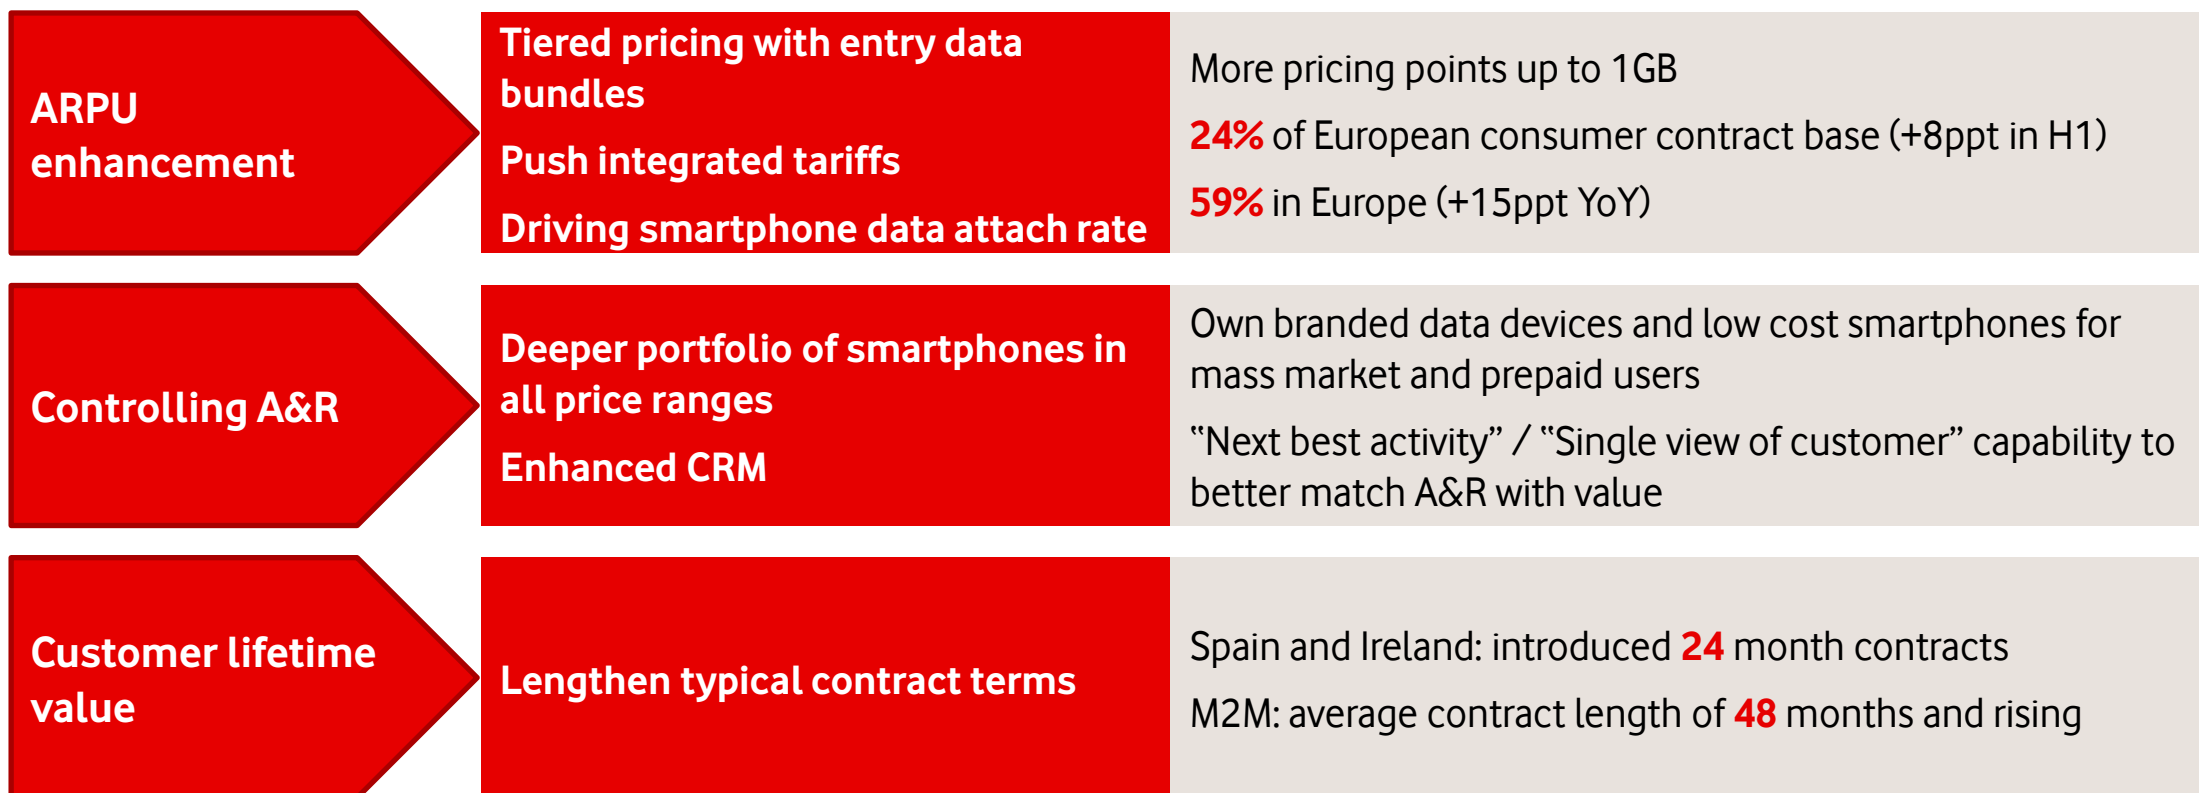 ARPU
enhancement
Tiered pricing with entry data
bundles
Push integrated tariffs
Driving smartphone data attach rate
More pricing points up to 1GB
24% of European consumer contract base (+8ppt in H1)
59% in Europe (+15ppt YoY)
Controlling A&R
Deeper portfolio of smartphones in
all price ranges
Enhanced CRM
Own branded data devices and low cost smartphones for
mass market and prepaid users
“Next best activity” / “Single view of customer” capability to
better match A&R with value
Customer lifetime
value
Lengthen typical contract terms
Spain and Ireland: introduced 24 month contracts
M2M: average contract length of 48 months and rising